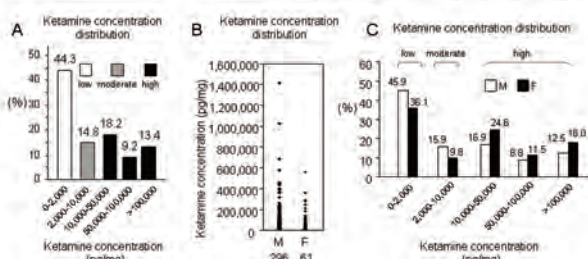 A
Ketamine concentration
distribution
44.3
14.8
18.2
9.2
13.4
low
moderate
high
40
30
20
10
0
(%)
0-2,000
2,000-10,000
10,000-50,000
50,000-100,000
>100,000
Ketamine concentration
(pg/mg)
B
Ketamine concentration
distribution
Ketamine concentration (pg/mg)
1,600,000
1,400,000
1,200,000
1,000,000
800,000
600,000
400,000
200,000
0
M
F
296
61
C
Ketamine concentration distribution
low
moderate
high
M
F
60
50
40
30
20
10
0
(%)
45.9
36.1
15.9
9.8
16.9
24.6
8.8
11.5
12.5
18.0
0-2,000
2,000-10,000
10,000-50,000
50,000-100,000
>100,000
Ketamine concentration
(pg/mg)